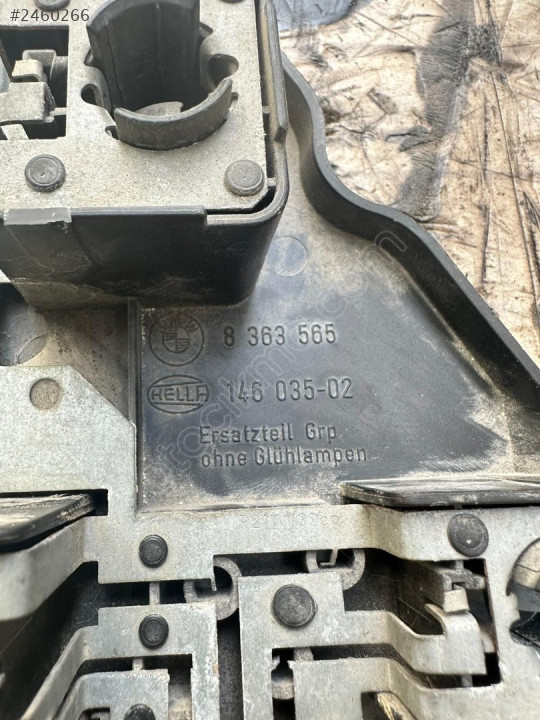 #2460266
8 363 565
HELLA 146 035-02
Ersatzteil Grp
ohne Glühlampen